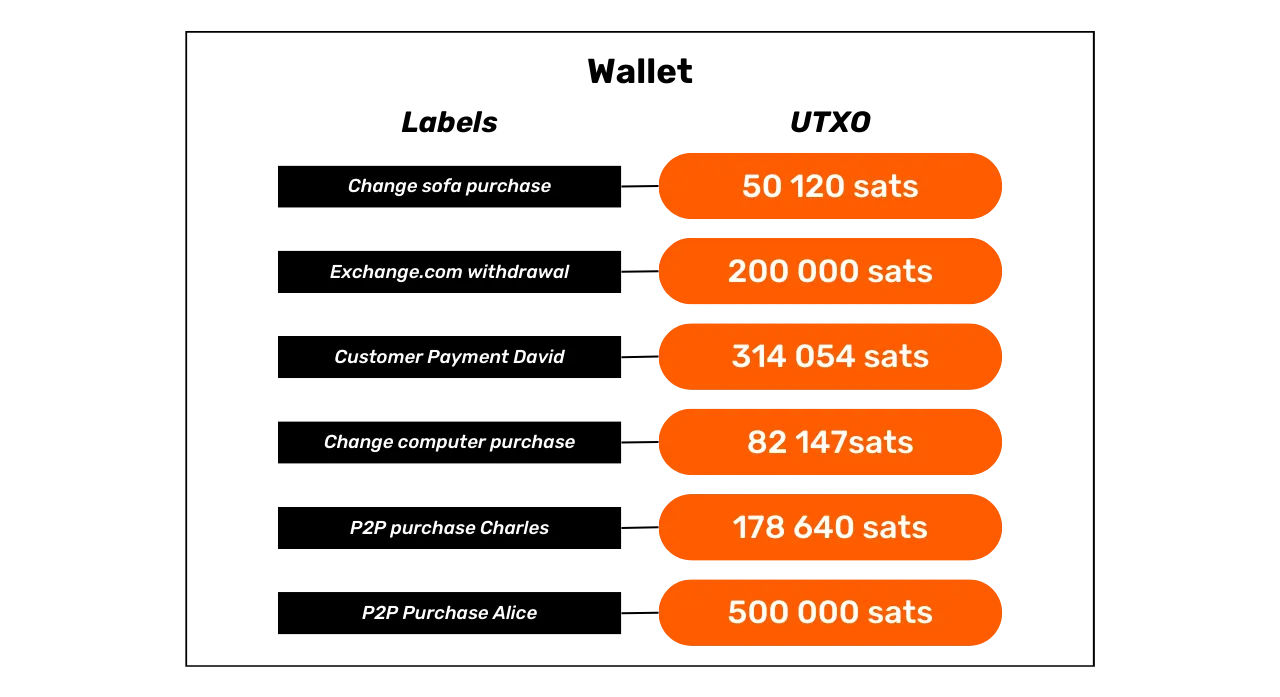 Wallet
Labels UTXO
Change sofa purchase 50 120 sats
Exchange.com withdrawal 200 000 sats
Customer Payment David 314 054 sats
Change computer purchase 82 147sats
P2P purchase Charles 178 640 sats
P2P Purchase Alice 500 000 sats